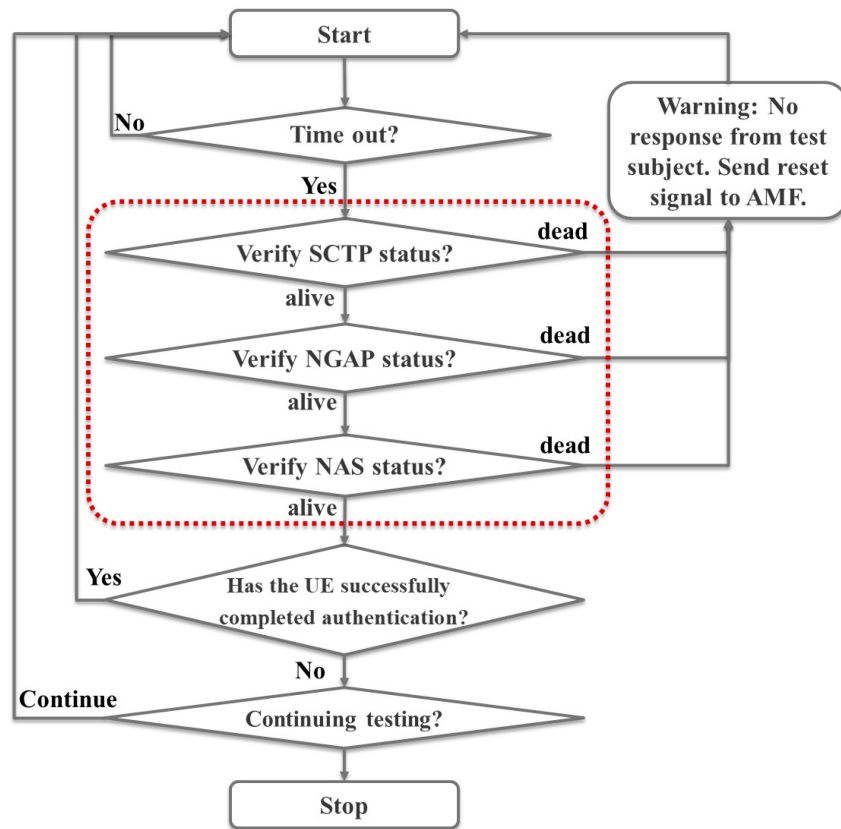 Start
Warning: No
response from test
subject. Send reset
signal to AMF.
No
Time out?
Yes
dead
Verify SCTP status?
alive
dead
Verify NGAP status?
alive
dead
Verify NAS status?
alive
Yes
Has the UE successfully
completed authentication?
No
Continue
Continuing testing?
Stop